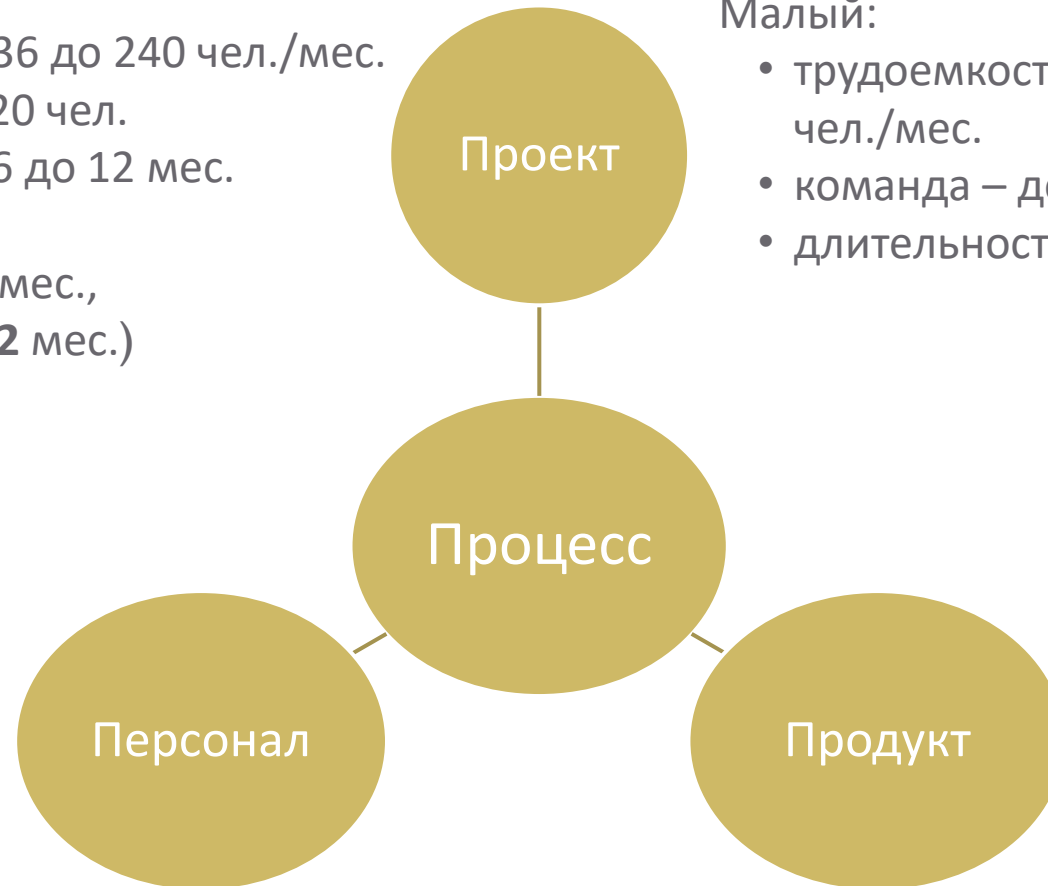 36 до 240 чел./мес.
20 чел.
6 до 12 мес.
мес.,
2 мес.)
Малый:
• трудоемкост
чел./мес.
• команда – д
• длительност
Проект
Процесс
Персонал
Продукт